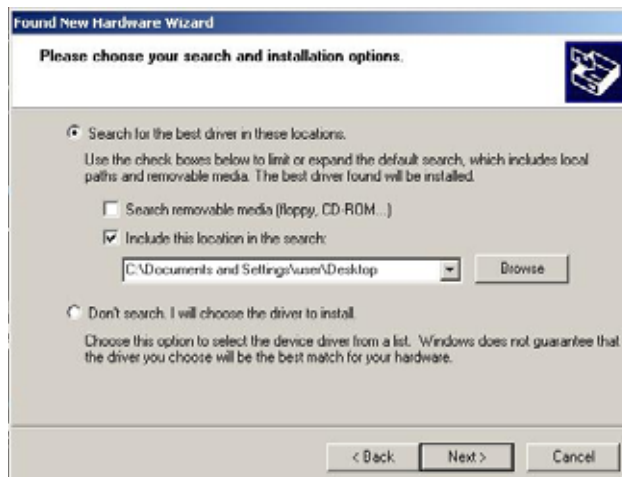 Found New Hardware Wizard
Please choose your search and installation options.
Search for the best driver in these locations.
Use the check boxes below to limit or expand the default search, which includes local
paths and removable media. The best driver found will be installed.
Search removable media (floppy, CD-ROM...)
Include this location in the search:
C:\Documents and Settings\user\Desktop
Browse
Don't search. I will choose the driver to install.
Choose this option to select the device driver from a list. Windows does not guarantee that
the driver you choose will be the best match for your hardware.
< Back
Next >
Cancel